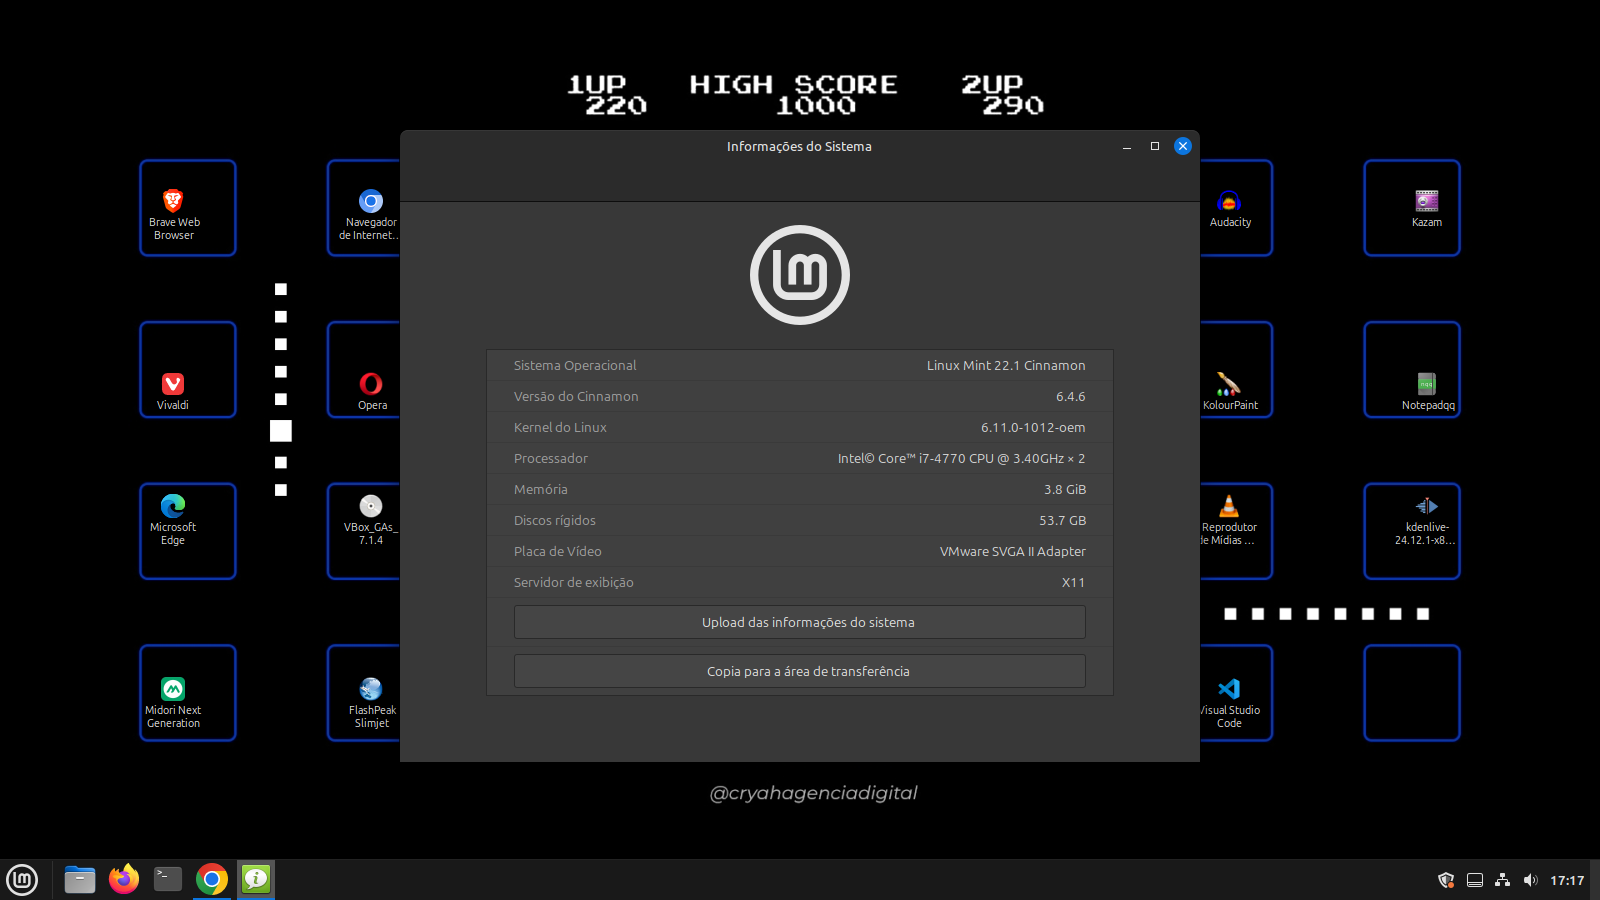 1UP HIGH SCORE 2UP
220 1000 290
Informações do Sistema
Brave Web
Browser
Navegador
de Internet...
Audacity
Kazam
Vivaldi
Opera
KolourPaint
Notepadqq
Microsoft
Edge
VBox_GAs_
7.1.4
Reprodutor
de Mídias ...
kdenlive-
24.12.1-x8...
Midori Next
Generation
FlashPeak
Slimjet
Visual Studio
Code
Sistema Operacional Linux Mint 22.1 Cinnamon
Versão do Cinnamon 6.4.6
Kernel do Linux 6.11.0-1012-oem
Processador Intel© Core™ i7-4770 CPU @ 3.40GHz × 2
Memória 3.8 GiB
Discos rígidos 53.7 GB
Placa de Vídeo VMware SVGA II Adapter
Servidor de exibição X11
Upload das informações do sistema
Copia para a área de transferência
@cryahagenciadigital
17:17